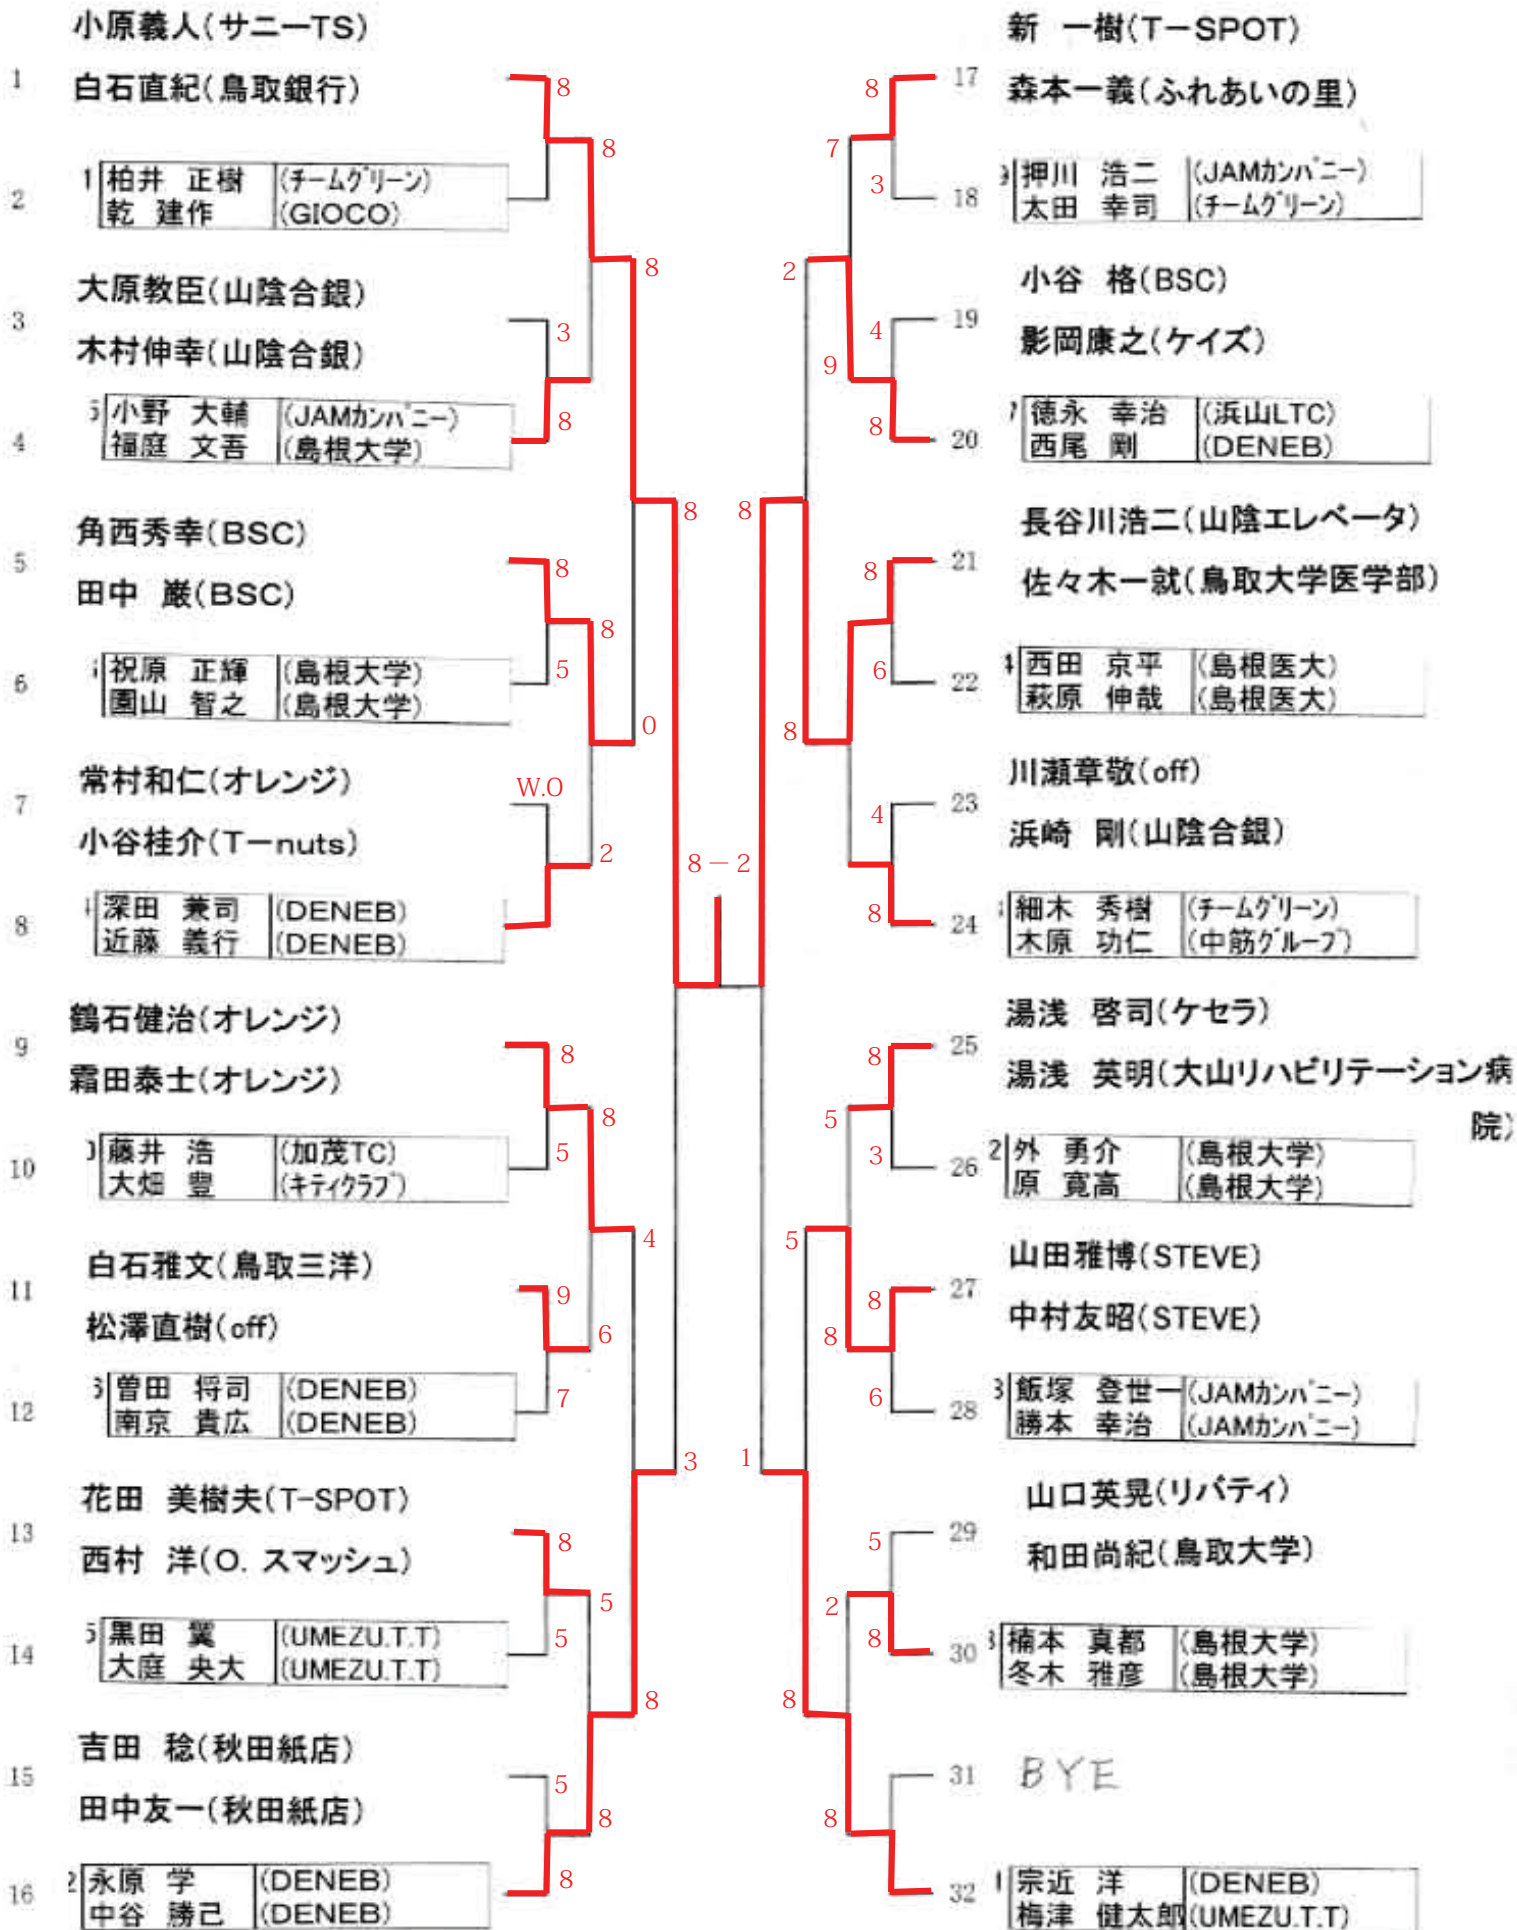 小原義人(サニーTS)
1 白石直紀(鳥取銀行)
8
8
1 柏井 正樹 (チームグリーン)
2 乾 建作 (GIOCO)
8
大原教臣(山陰合銀)
3
3 木村伸幸(山陰合銀)
5 小野 大輔 (JAMカンパニー)
8
4 福庭 文吾 (島根大学)
8
角西秀幸(BSC)
5
8
田中 巌(BSC)
8
祝原 正輝 (島根大学)
5
6 園山 智之 (島根大学)
0
常村和仁(オレンジ)
W.O
7
小谷桂介(T-nuts)
2
8-2
深田 兼司 (DENEB)
8 近藤 義行 (DENEB)
鶴石健治(オレンジ)
9
8
霜田泰士(オレンジ)
8
藤井 浩 (加茂TC)
5
10 大畑 豊 (キティクラブ)
4
白石雅文(鳥取三洋)
11
9
松澤直樹(off)
6
曽田 将司 (DENEB)
7
12 南京 貴広 (DENEB)
3
花田 美樹夫(T-SPOT)
13
8
西村 洋(O. スマッシュ)
5
5 黒田 翼 (UMEZU.T.T)
5
14 大庭 央大 (UMEZU.T.T)
8
吉田 稔(秋田紙店)
15
5
田中友一(秋田紙店)
8
2 永原 学 (DENEB)
8
16 中谷 勝己 (DENEB)
新 一樹(T-SPOT)
17
8
森本一義(ふれあいの里)
7
押川 浩二 (JAMカンパニー)
3
18 太田 幸司 (チームグリーン)
2
小谷 格(BSC)
19
4
影岡康之(ケイズ)
9
徳永 幸治 (浜山LTC)
8
20 西尾 剛 (DENEB)
8
長谷川浩二(山陰エレベータ)
21
8
佐々木一就(鳥取大学医学部)
4 西田 京平 (島根医大)
6
22 萩原 伸哉 (島根医大)
8
川瀬章敬(off)
23
4
浜崎 剛(山陰合銀)
細木 秀樹 (チームグリーン)
8
24 木原 功仁 (中筋グループ)
湯浅 啓司(ケセラ)
25
8
湯浅 英明(大山リハビリテーション病
院)
5
2 外 勇介 (島根大学)
3
26 原 寛高 (島根大学)
5
山田雅博(STEVE)
27
8
中村友昭(STEVE)
8
飯塚 登世一 (JAMカンパニー)
6
28 勝本 幸治 (JAMカンパニー)
1
山口英晃(リバティ)
29
5
和田尚紀(鳥取大学)
2
楠本 真都 (島根大学)
8
30 冬木 雅彦 (島根大学)
8
31 BYE
8
1 宗近 洋 (DENEB)
32 梅津 健太郎 (UMEZU.T.T)